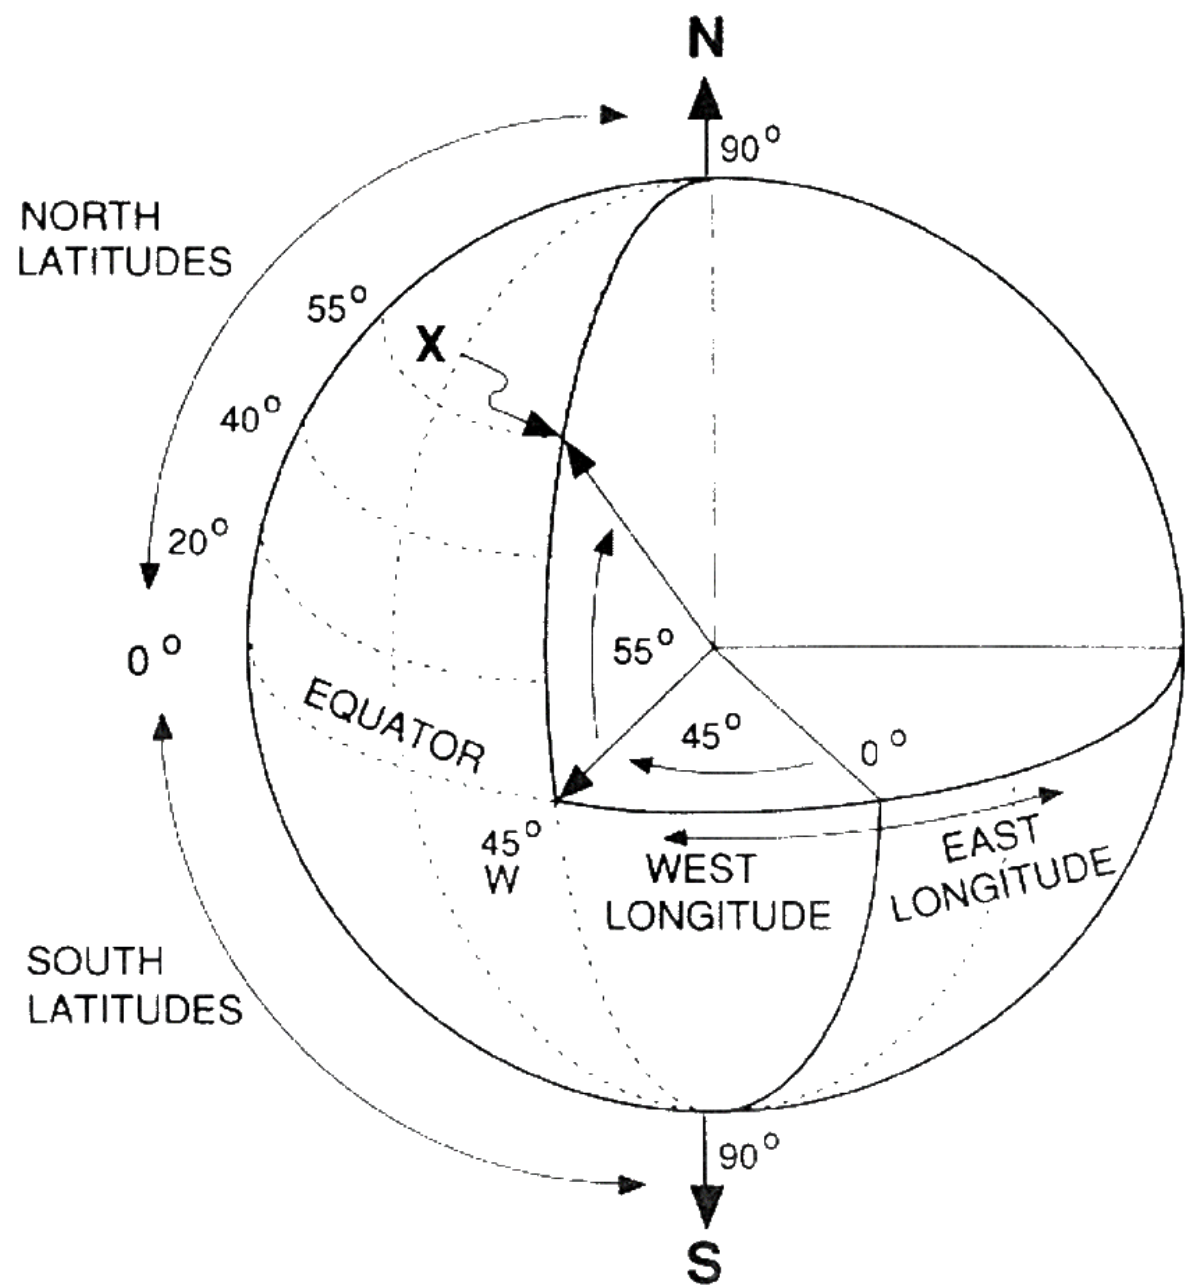 N
90°
NORTH
LATITUDES
55°
X
40°
20°
0°
55°
EQUATOR
45°
0°
45°
W
WEST
LONGITUDE
EAST
LONGITUDE
SOUTH
LATITUDES
90°
S